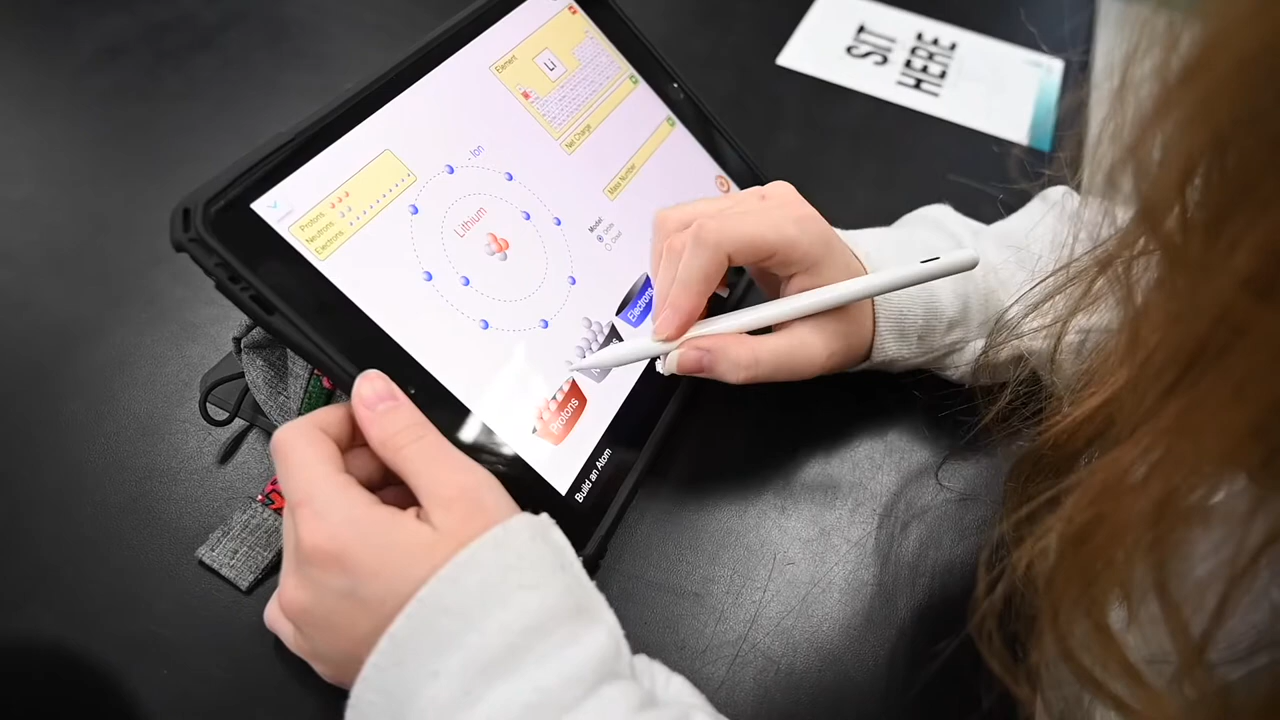 SIT
HERE
Element
Li
Net Charge
Mass Number
Protons:
Neutrons:
Electrons:
- Ion
Lithium
Model:
Orbits
Cloud
Electrons
Protons
Build an Atom